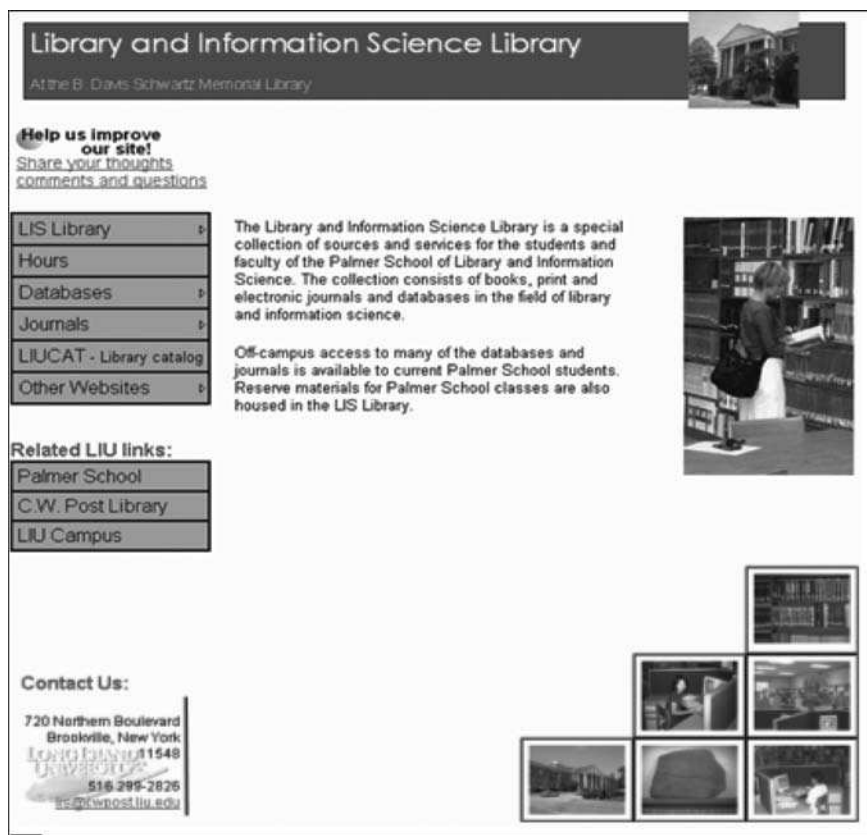 Library and Information Science Library
At the B. Davis Schwartz Memorial Library
Help us improve
our site!
Share your thoughts
comments and questions
LIS Library
Hours
Databases
Journals
LIUCAT - Library catalog
Other Websites
The Library and Information Science Library is a special
collection of sources and services for the students and
faculty of the Palmer School of Library and Information
Science. The collection consists of books, print and
electronic journals and databases in the field of library
and information science.
Off-campus access to many of the databases and
journals is available to current Palmer School students.
Reserve materials for Palmer School classes are also
housed in the LIS Library.
Related LIU links:
Palmer School
C.W. Post Library
LIU Campus
Contact Us:
720 Northern Boulevard
Brookville, New York
LONG ISLAND 11548
UNIVERSITY
516 299-2826